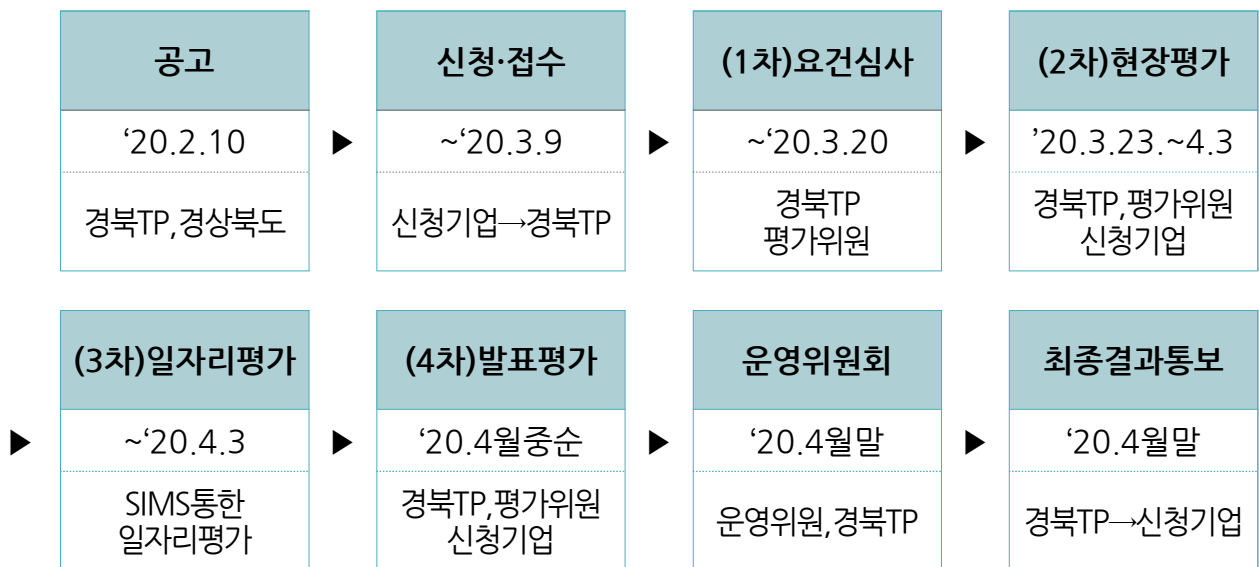 공고
‘20.2.10
경북TP,경상북도
▶
신청·접수
~‘20.3.9
신청기업→경북TP
▶
(1차)요건심사
~‘20.3.20
경북TP
평가위원
▶
(2차)현장평가
’20.3.23.~4.3
경북TP,평가위원
신청기업
▶
(3차)일자리평가
~‘20.4.3
SIMS통한
일자리평가
▶
(4차)발표평가
‘20.4월중순
경북TP,평가위원
신청기업
▶
운영위원회
‘20.4월말
운영위원,경북TP
▶
최종결과통보
‘20.4월말
경북TP→신청기업